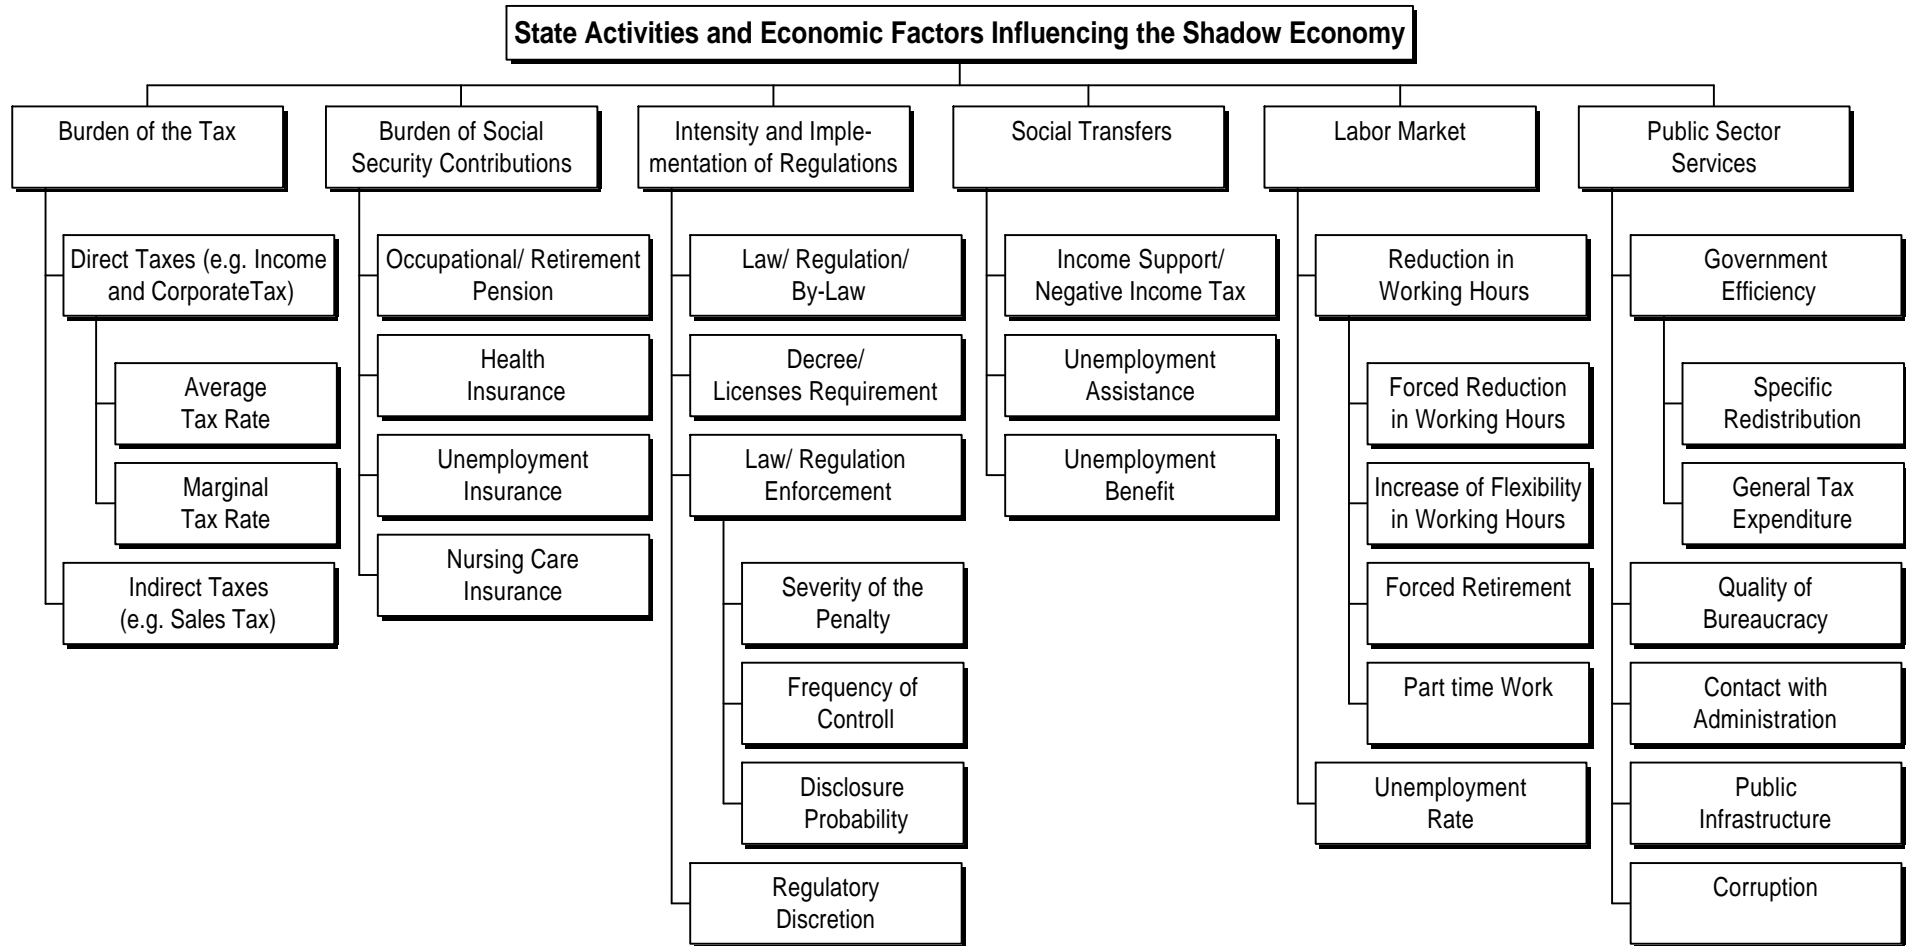 State Activities and Economic Factors Influencing the Shadow Economy
Burden of the Tax
Burden of Social
Security Contributions
Intensity and Imple-
mentation of Regulations
Social Transfers
Labor Market
Public Sector
Services
Direct Taxes (e.g. Income
and CorporateTax)
Average
Tax Rate
Marginal
Tax Rate
Indirect Taxes
(e.g. Sales Tax)
Occupational/ Retirement
Pension
Health
Insurance
Unemployment
Insurance
Nursing Care
Insurance
Law/ Regulation/
By-Law
Decree/
Licenses Requirement
Law/ Regulation
Enforcement
Severity of the
Penalty
Frequency of
Controll
Disclosure
Probability
Regulatory
Discretion
Income Support/
Negative Income Tax
Unemployment
Assistance
Unemployment
Benefit
Reduction in
Working Hours
Forced Reduction
in Working Hours
Increase of Flexibility
in Working Hours
Forced Retirement
Part time Work
Unemployment
Rate
Government
Efficiency
Specific
Redistribution
General Tax
Expenditure
Quality of
Bureaucracy
Contact with
Administration
Public
Infrastructure
Corruption